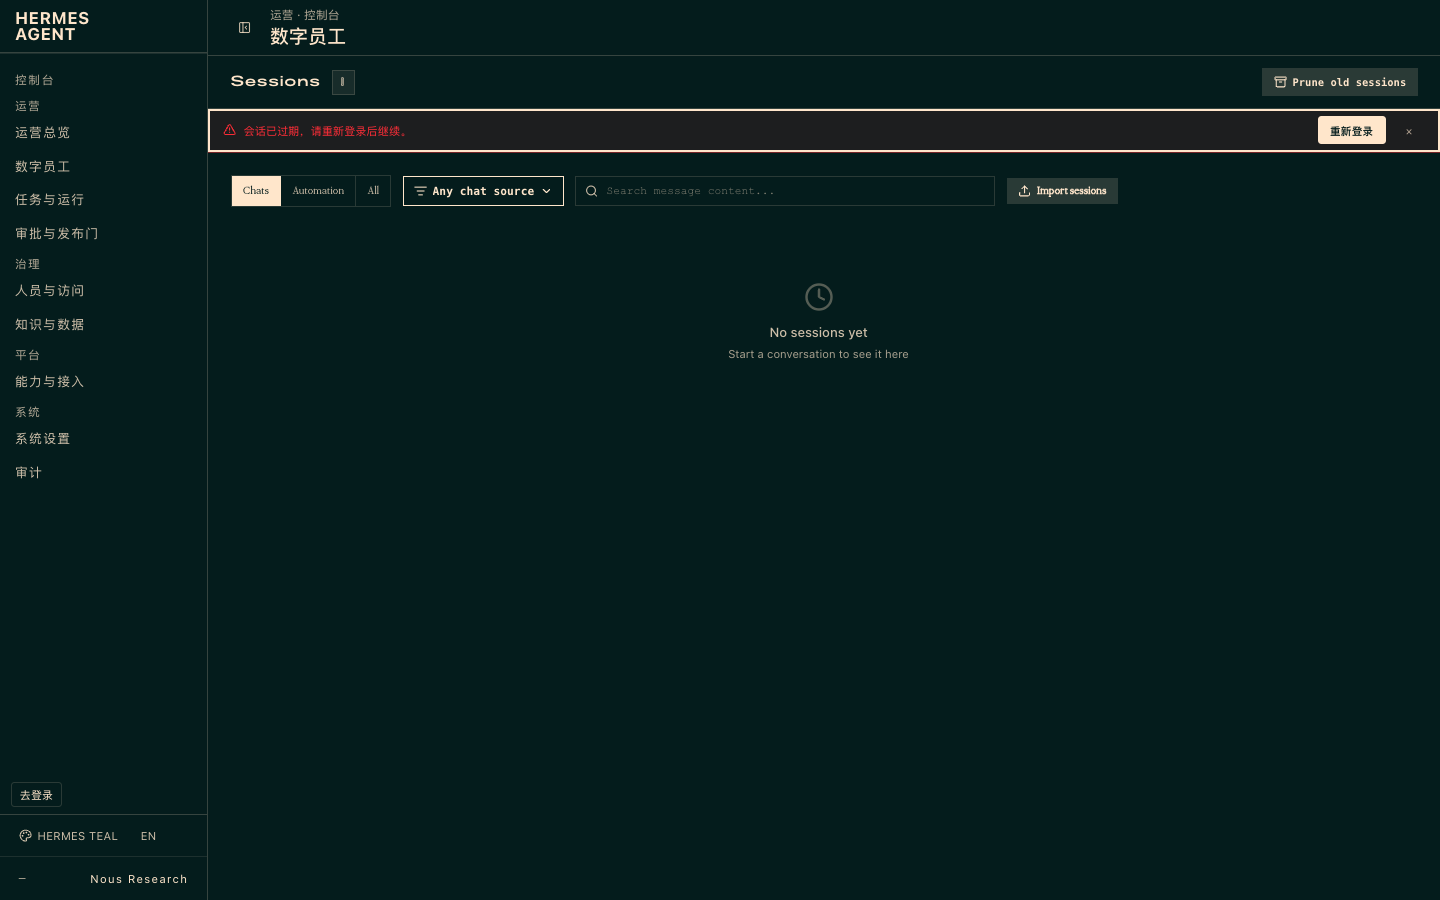 HERMES
AGENT
控制台
运营
运营总览
数字员工
任务与运行
审批与发布门
治理
人员与访问
知识与数据
平台
能力与接入
系统
系统设置
审计
去登录
HERMES TEAL EN
— Nous Research
运营 · 控制台
数字员工
Sessions
Prune old sessions
会话已过期，请重新登录后继续。
重新登录 ×
Chats Automation All Any chat source Search message content... Import sessions
No sessions yet
Start a conversation to see it here